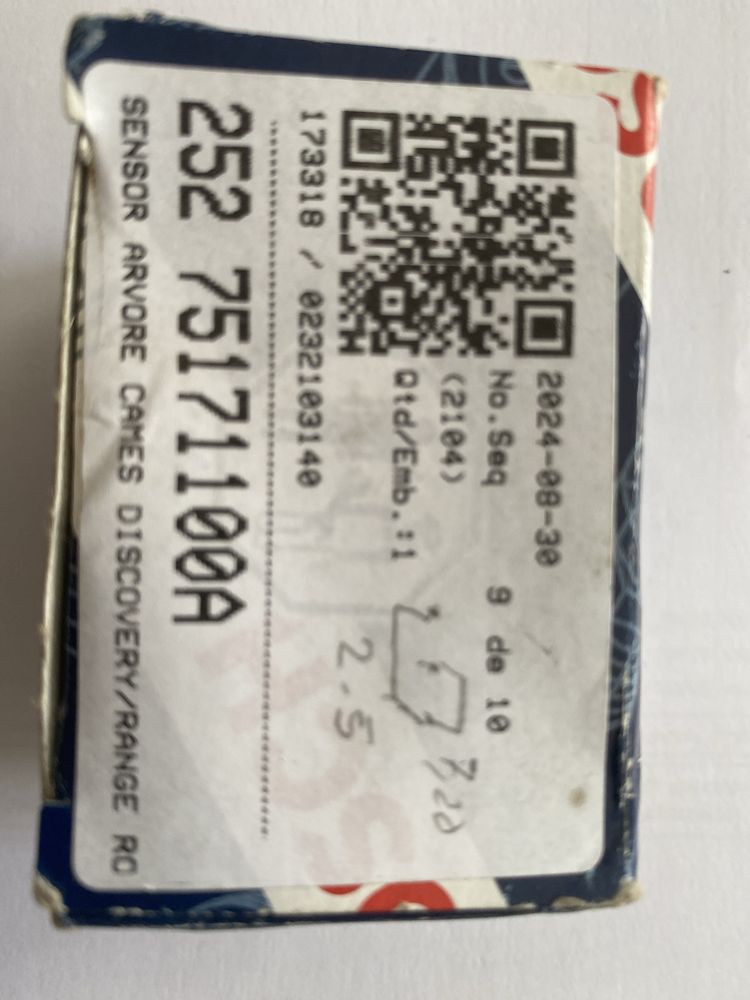 2024-08-30
No.Seq 9 de 10
(2104)
Qtd/Emb.:1
173318 / 0232103140
2.5
252 75171100A
SENSOR ARVORE CAMES DISCOVERY/RANGE RO